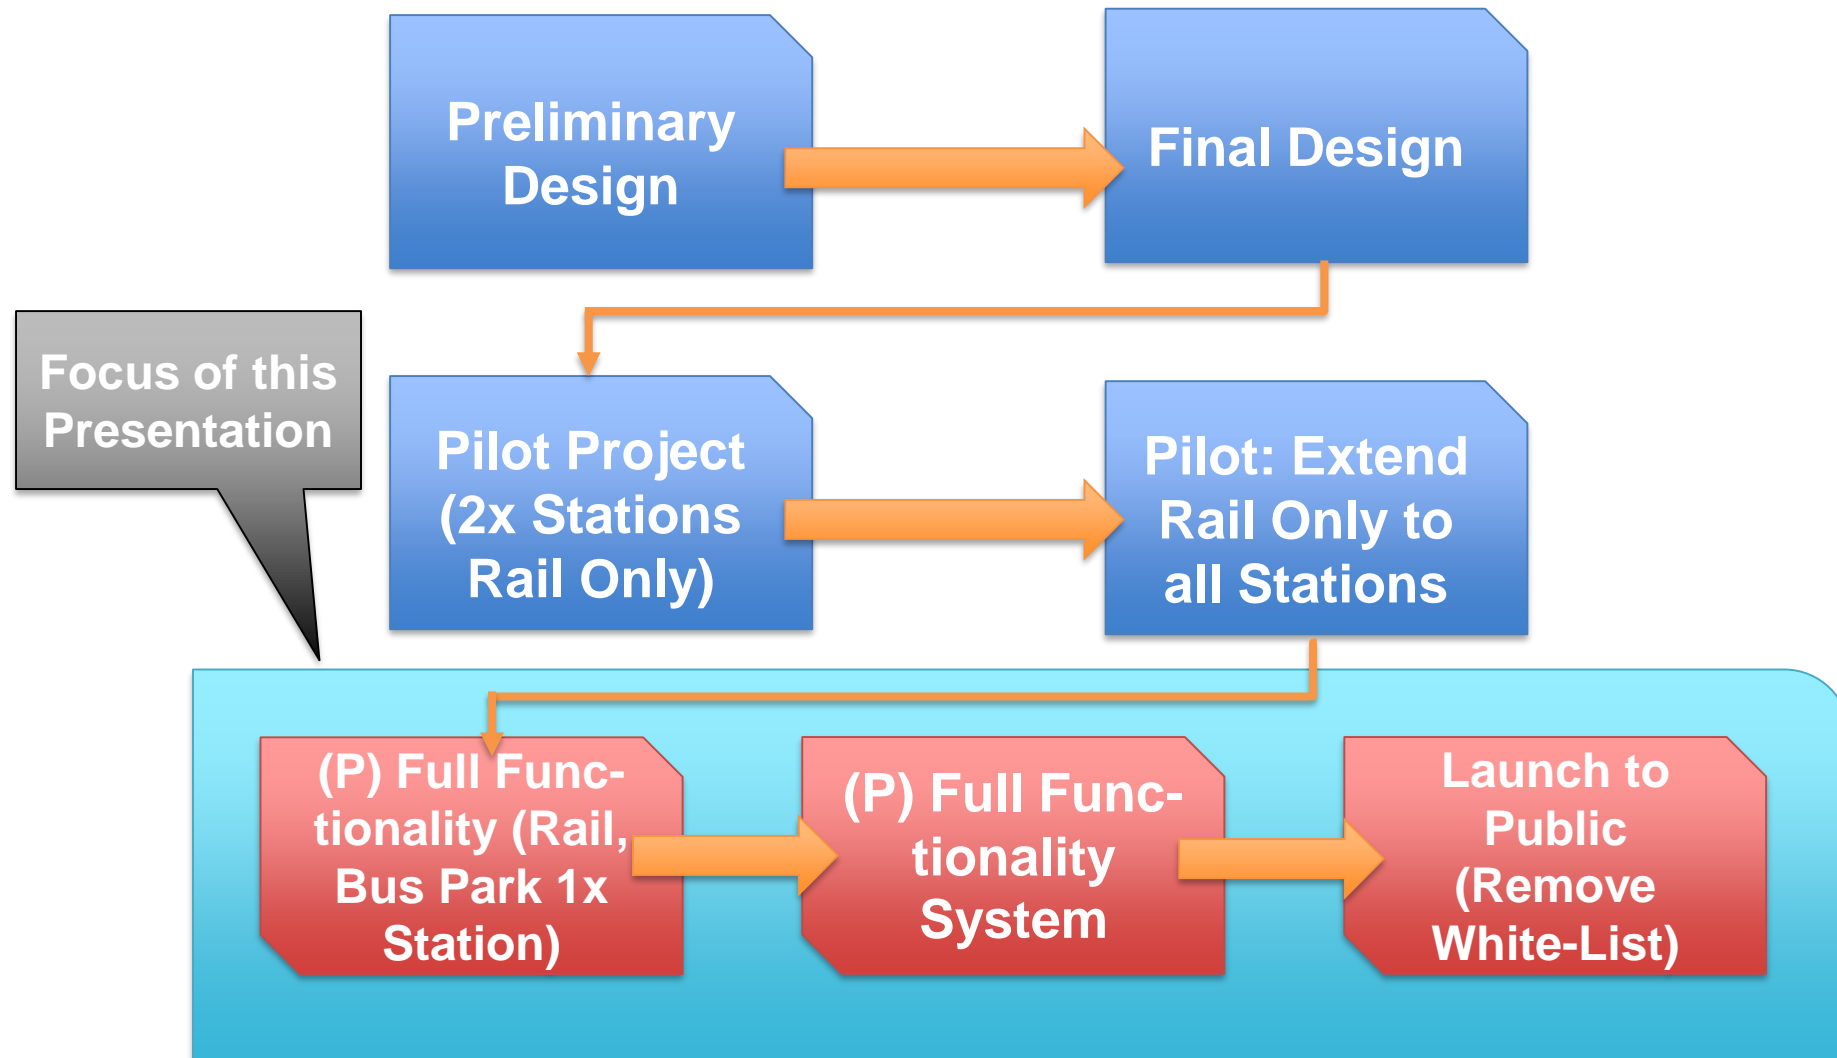 Preliminary
Design
Final Design
Focus of this
Presentation
Pilot Project
(2x Stations
Rail Only)
Pilot: Extend
Rail Only to
all Stations
(P) Full Func-
tionality (Rail,
Bus Park 1x
Station)
(P) Full Func-
tionality
System
Launch to
Public
(Remove
White-List)